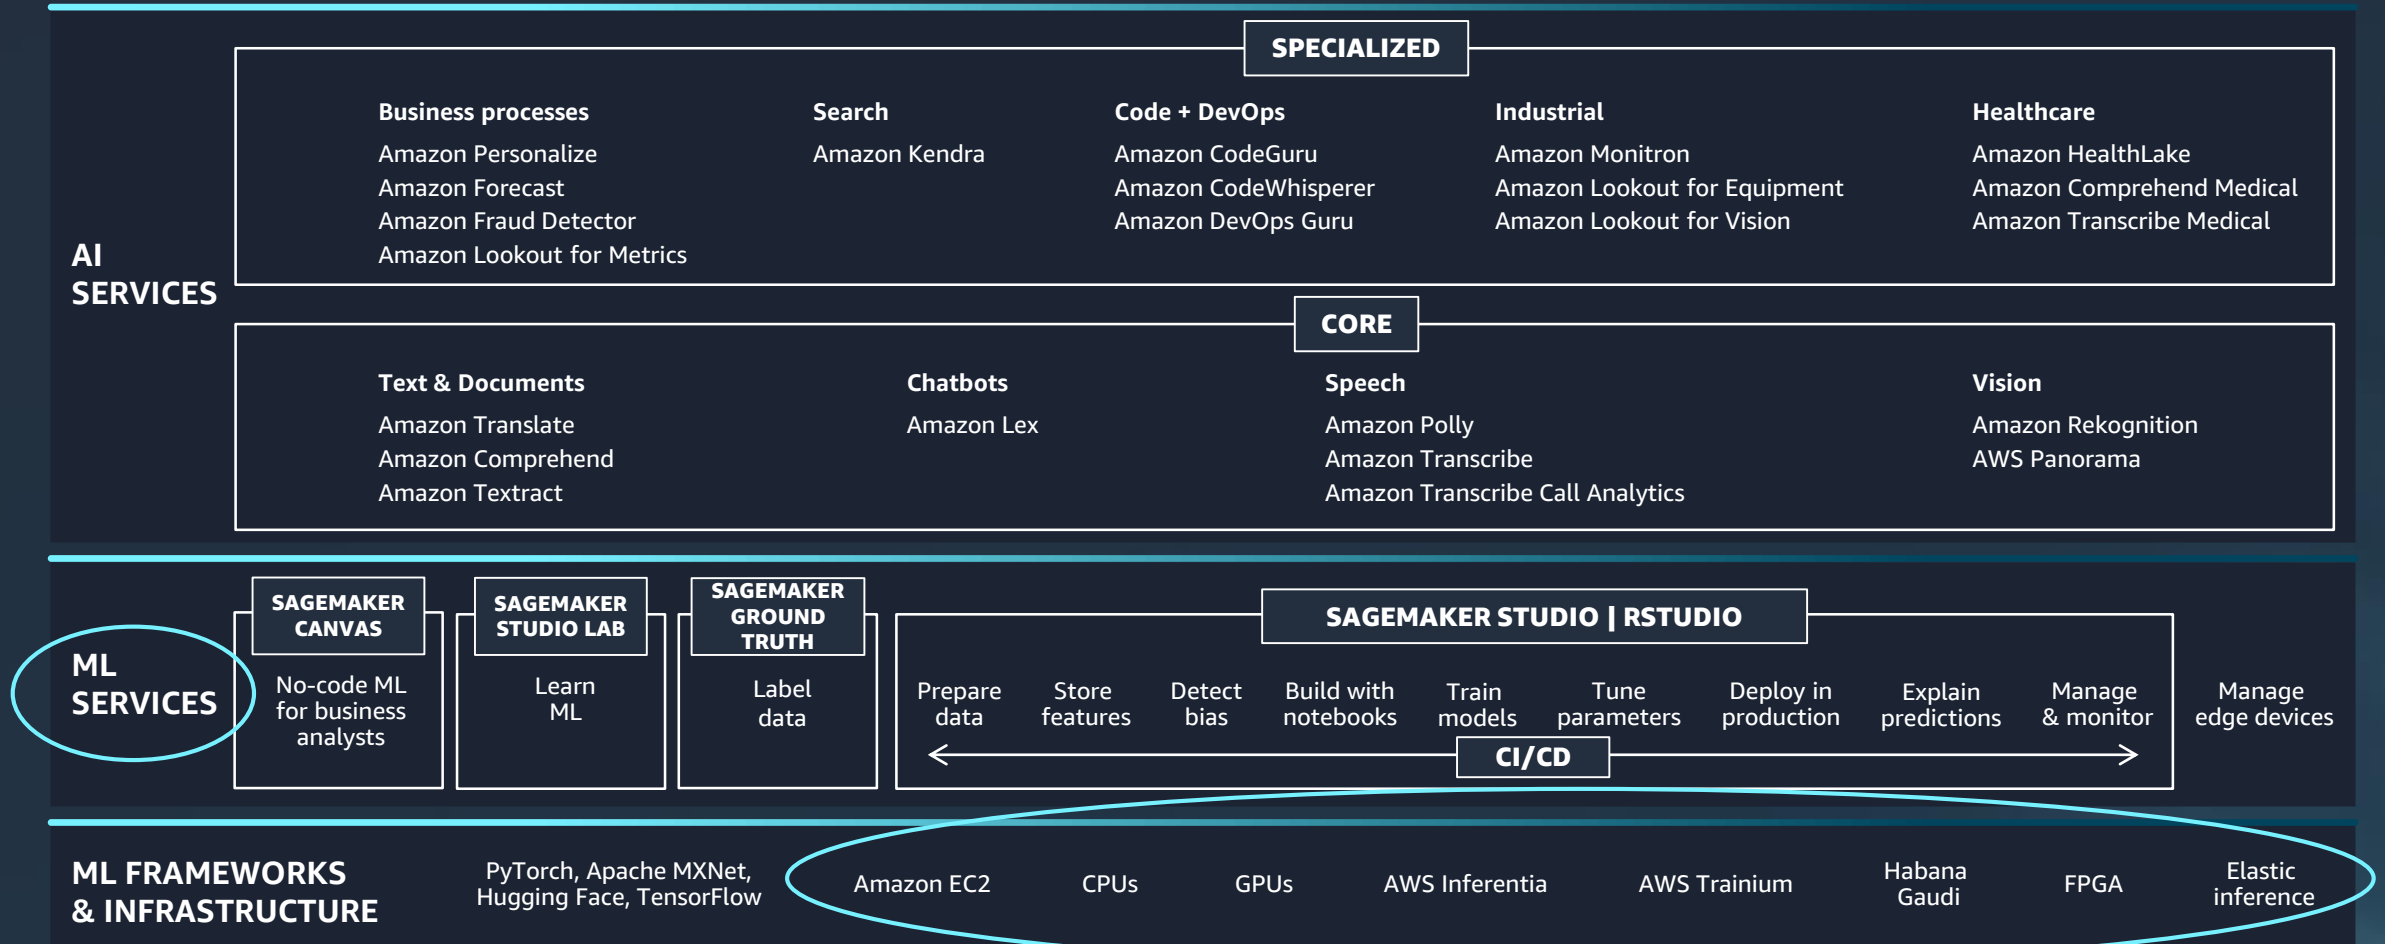 SPECIALIZED
Business processes
Amazon Personalize
Amazon Forecast
Amazon Fraud Detector
Amazon Lookout for Metrics
Search
Amazon Kendra
Code + DevOps
Amazon CodeGuru
Amazon CodeWhisperer
Amazon DevOps Guru
Industrial
Amazon Monitron
Amazon Lookout for Equipment
Amazon Lookout for Vision
Healthcare
Amazon HealthLake
Amazon Comprehend Medical
Amazon Transcribe Medical
AI
SERVICES
CORE
Text & Documents
Amazon Translate
Amazon Comprehend
Amazon Textract
Chatbots
Amazon Lex
Speech
Amazon Polly
Amazon Transcribe
Amazon Transcribe Call Analytics
Vision
Amazon Rekognition
AWS Panorama
ML
SERVICES
SAGEMAKER
CANVAS
No-code ML
for business
analysts
SAGEMAKER
STUDIO LAB
Learn
ML
SAGEMAKER
GROUND
TRUTH
Label
data
SAGEMAKER STUDIO | RSTUDIO
Prepare
data
Store
features
Detect
bias
Build with
notebooks
Train
models
Tune
parameters
Deploy in
production
Explain
predictions
Manage
& monitor
CI/CD
Manage
edge devices
ML FRAMEWORKS
& INFRASTRUCTURE
PyTorch, Apache MXNet,
Hugging Face, TensorFlow
Amazon EC2
CPUs
GPUs
AWS Inferentia
AWS Trainium
Habana
Gaudi
FPGA
Elastic
inference